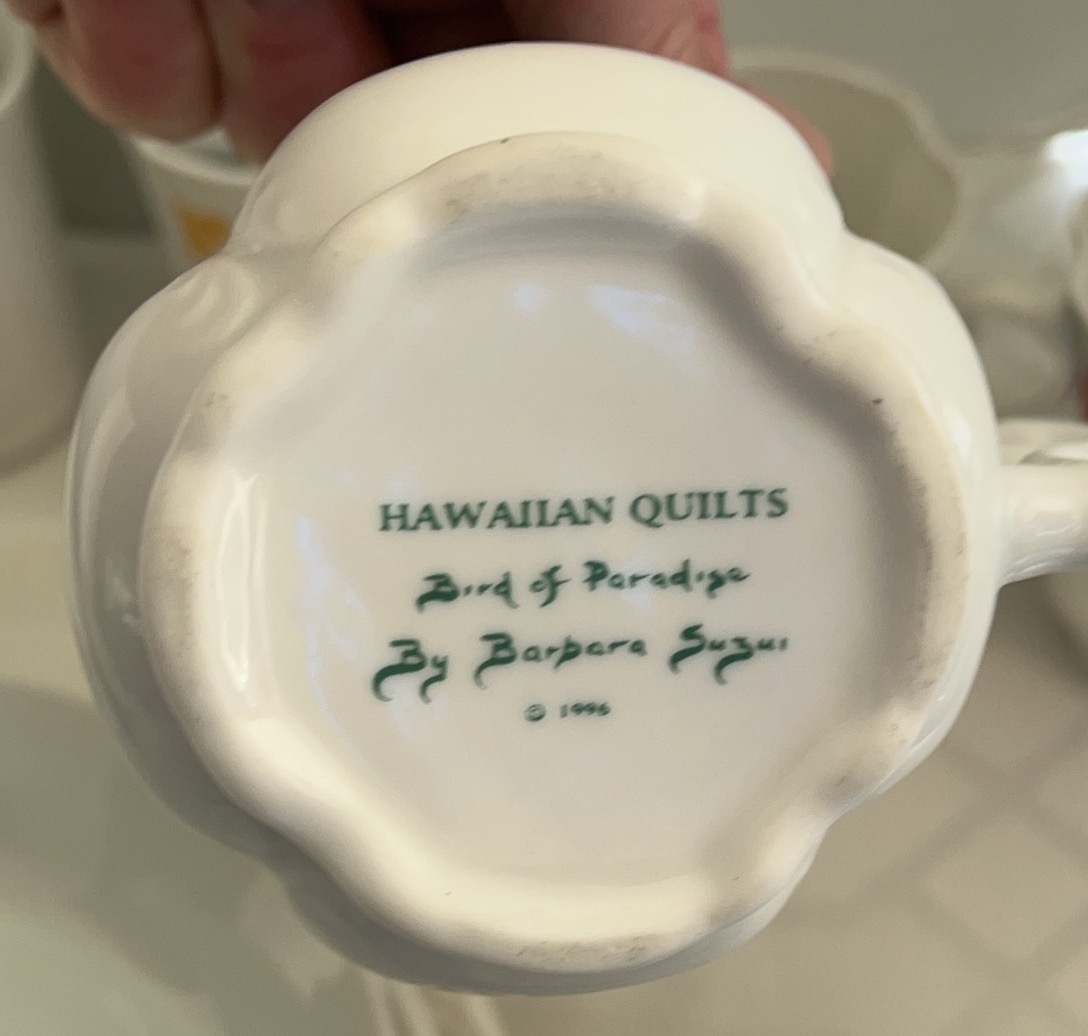 HAWAIIAN QUILTS
Bird of Paradise
By Barbara Suzui
© 1996